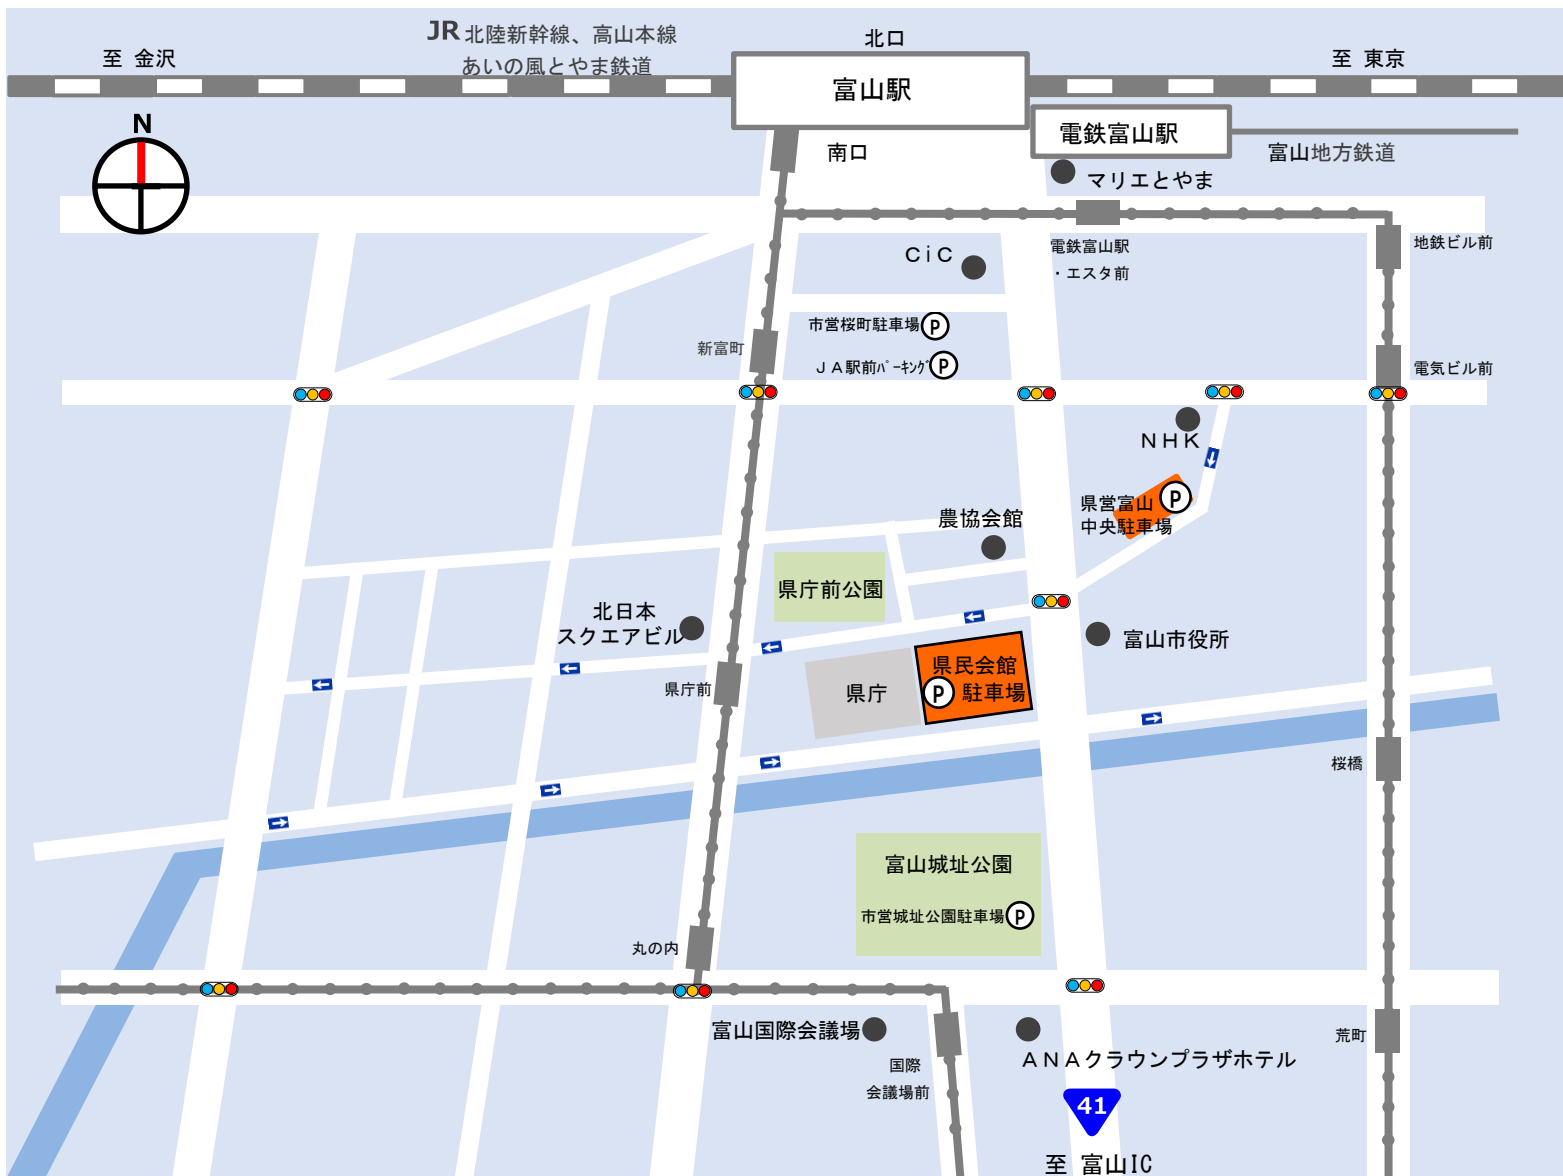 JR 北陸新幹線、高山本線
あいの風とやま鉄道
北口
至 金沢
至 東京
富山駅
電鉄富山駅
南口
富山地方鉄道
N
マリエとやま
電鉄富山駅
・エスタ前
地鉄ビル前
CiC
市営桜町駐車場 P
新富町
JA駅前パーキング P
電気ビル前
NHK
県営富山 P
中央駐車場
農協会館
県庁前公園
北日本
スクエアビル
富山市役所
県民会館
P 駐車場
県庁
県庁前
桜橋
富山城址公園
市営城址公園駐車場 P
丸の内
富山国際会議場
荒町
国際
会議場前
ANAクラウンプラザホテル
41
至 富山IC